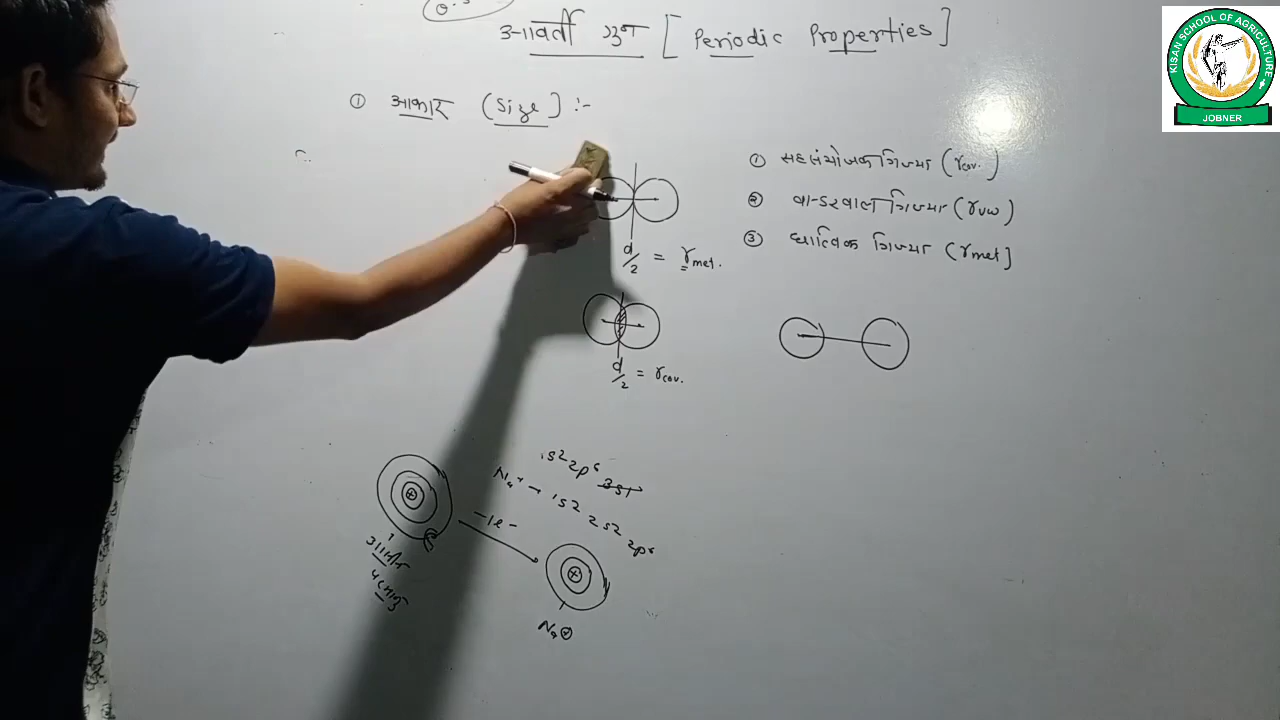 Q.3
आवर्ती गुण [ Periodic Properties ]
① आकार (Size) :-
① सहसंयोजक त्रिज्या (rcov.)
② वान्डरवाल त्रिज्या (rvw)
③ धात्विक त्रिज्या (rmet]
d/2 = rmet.
d/2 = rcov.
1s2 2p6 3s1
Na+ → 1s2 2s2 2p6
-1e-
Na⊕
KISAN SCHOOL OF AGRICULTURE
JOBNER